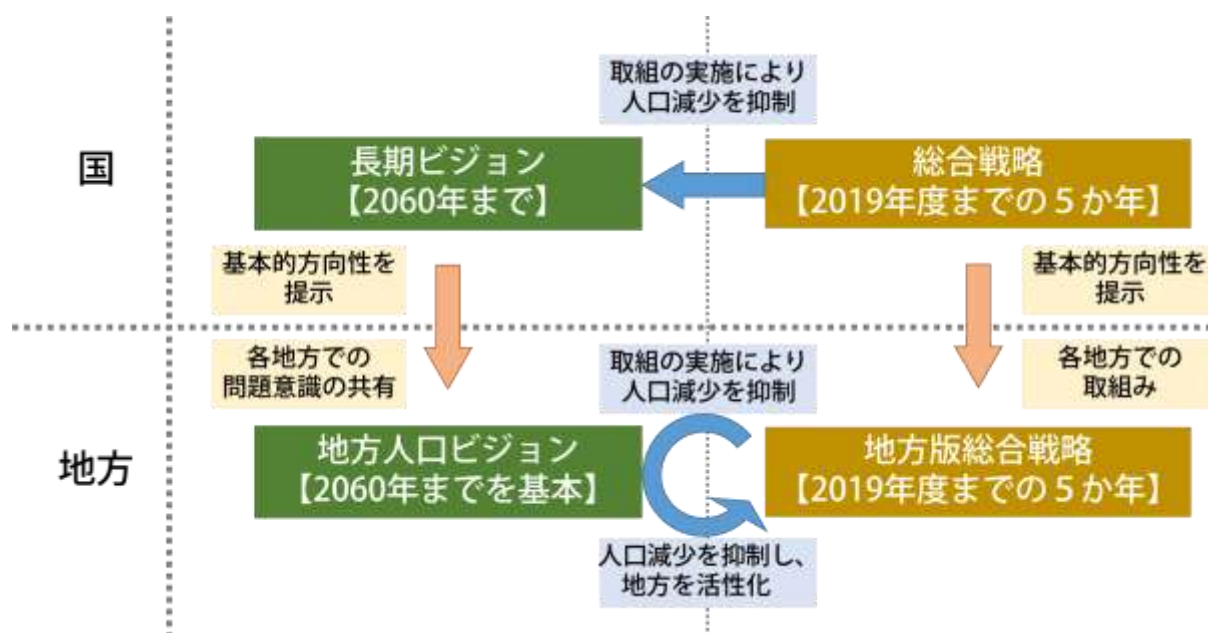 取組の実施により
人口減少を抑制
国
長期ビジョン
【2060年まで】
総合戦略
【2019年度までの５か年】
基本的方向性を
提示
基本的方向性を
提示
各地方での
問題意識の共有
取組の実施により
人口減少を抑制
各地方での
取組み
地方
地方人口ビジョン
【2060年までを基本】
地方版総合戦略
【2019年度までの５か年】
人口減少を抑制し、
地方を活性化